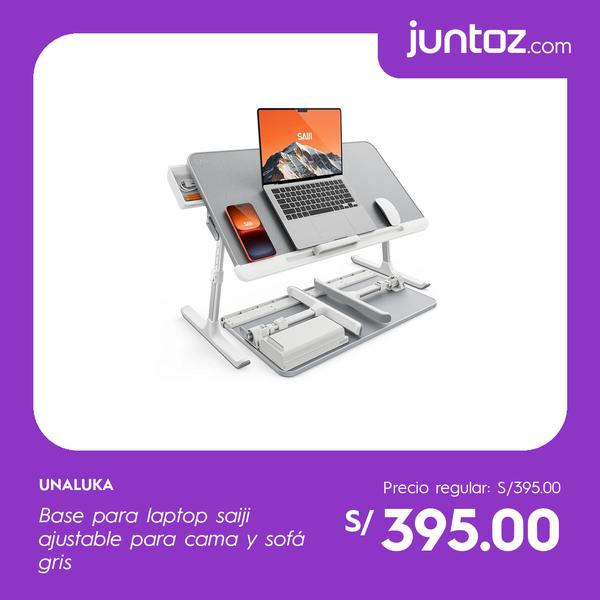 juntoz.com
SAIJI
UNALUKA
Base para laptop saiji
ajustable para cama y sofá
gris
Precio regular: S/395.00
S/ 395.00